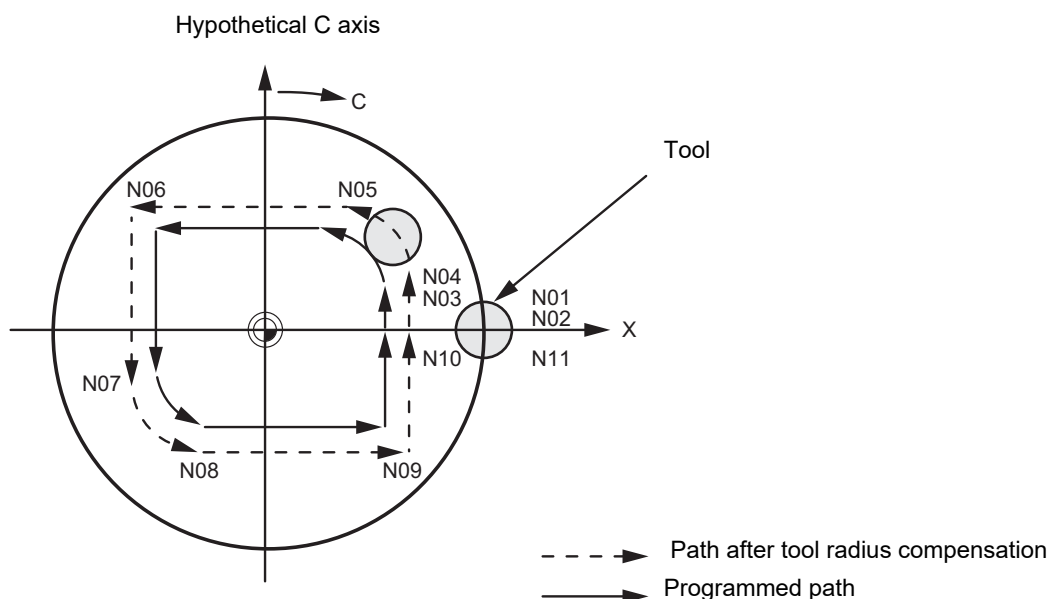 Hypothetical C axis
C
Tool
N06
N05
N04
N03
N01
N02
X
N10
N11
N07
N08
N09
Path after tool radius compensation
Programmed path